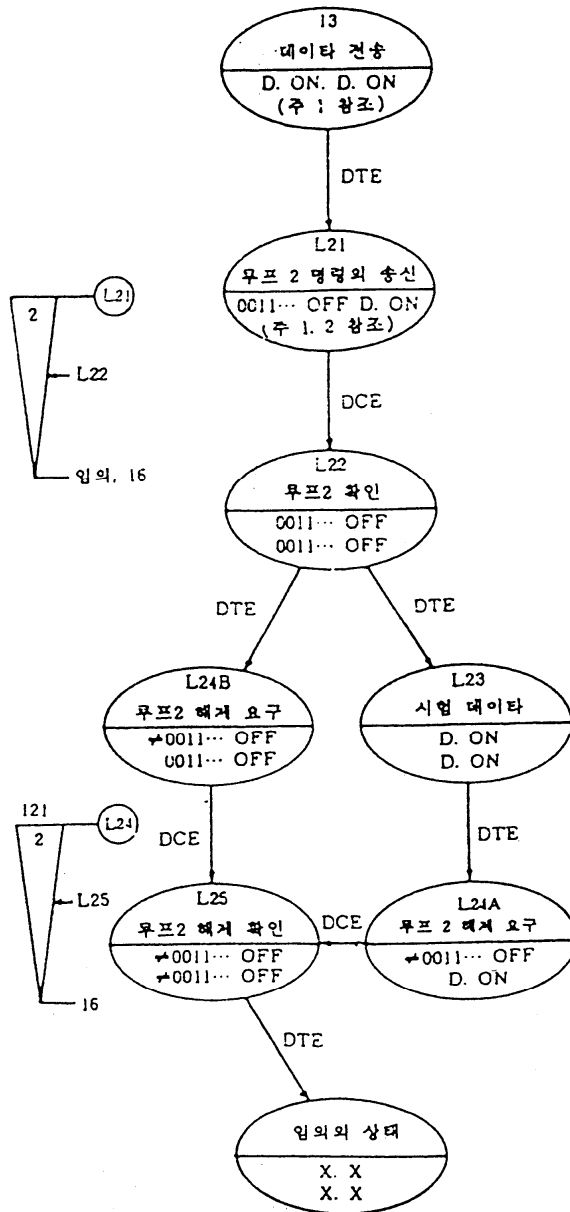 13
데이타 전송
D. ON. D. ON
(주 1 참조)
DTE
L21
루프 2 명령의 송신
0011… OFF D. ON
(주 1. 2 참조)
L21
2
L22
임의, 16
DCE
L22
루프2 확인
0011… OFF
0011… OFF
DTE
DTE
L24B
루프2 해제 요구
≠0011… OFF
0011… OFF
L23
시험 데이타
D. ON
D. ON
121
L24
2
L25
16
DCE
DTE
L25
루프2 해제 확인
≠0011… OFF
≠0011… OFF
DCE
L24A
루프 2 해제 요구
≠0011… OFF
D. ON
DTE
임의의 상태
X. X
X. X